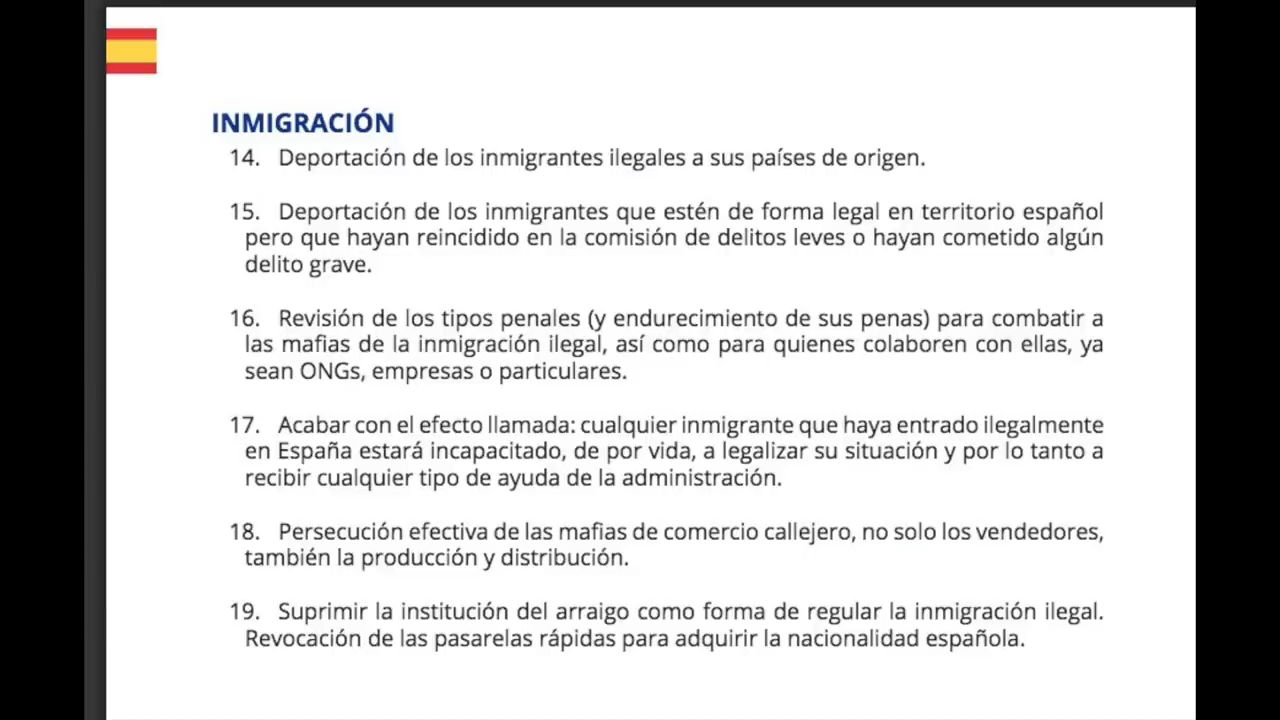 INMIGRACIÓN
14. Deportación de los inmigrantes ilegales a sus países de origen.
15. Deportación de los inmigrantes que estén de forma legal en territorio español
pero que hayan reincidido en la comisión de delitos leves o hayan cometido algún
delito grave.
16. Revisión de los tipos penales (y endurecimiento de sus penas) para combatir a
las mafias de la inmigración ilegal, así como para quienes colaboren con ellas, ya
sean ONGs, empresas o particulares.
17. Acabar con el efecto llamada: cualquier inmigrante que haya entrado ilegalmente
en España estará incapacitado, de por vida, a legalizar su situación y por lo tanto a
recibir cualquier tipo de ayuda de la administración.
18. Persecución efectiva de las mafias de comercio callejero, no solo los vendedores,
también la producción y distribución.
19. Suprimir la institución del arraigo como forma de regular la inmigración ilegal.
Revocación de las pasarelas rápidas para adquirir la nacionalidad española.